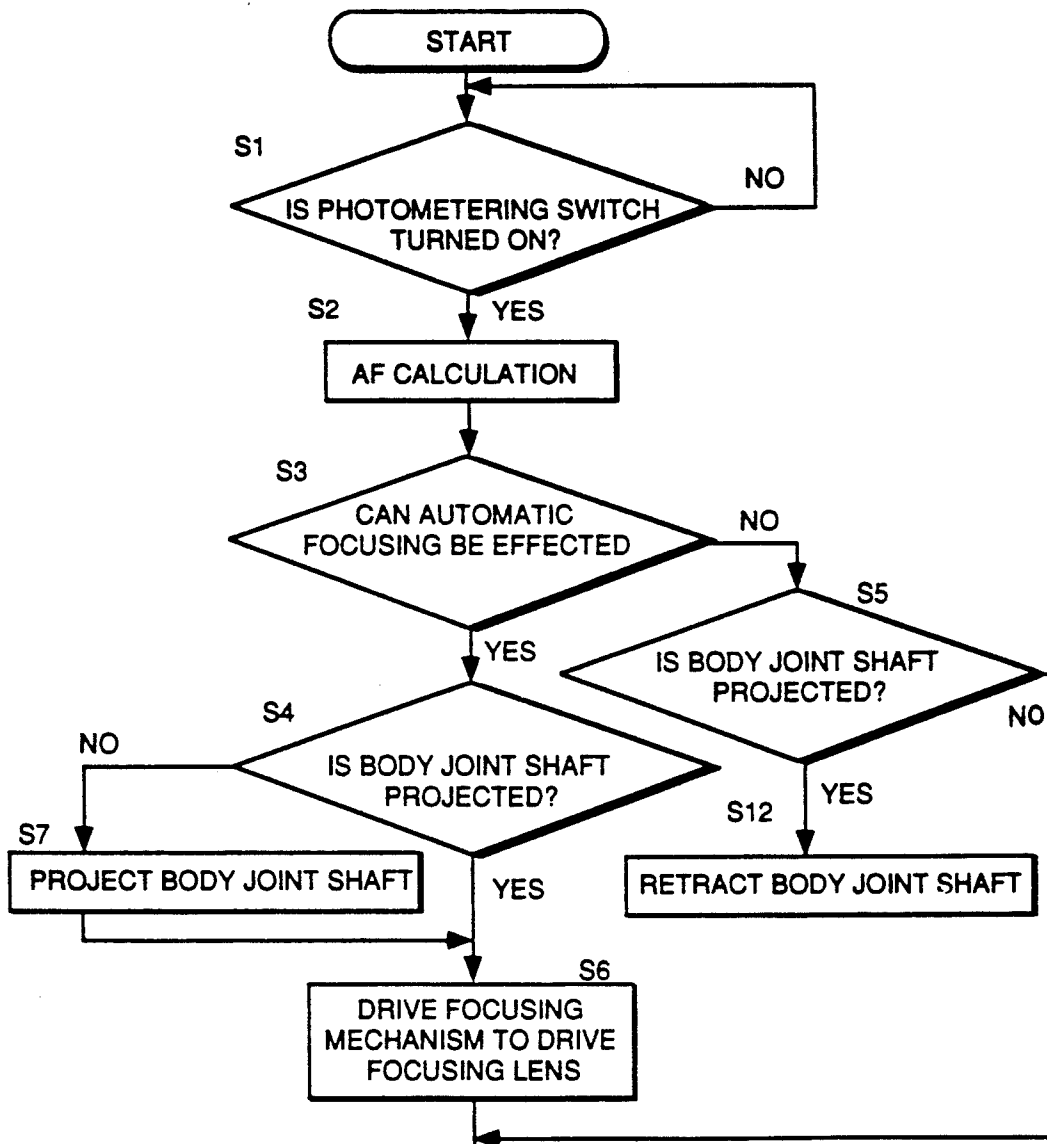 START
S1
NO
IS PHOTOMETERING SWITCH
TURNED ON?
S2
YES
AF CALCULATION
S3
CAN AUTOMATIC
FOCUSING BE EFFECTED
NO
S5
YES
IS BODY JOINT SHAFT
PROJECTED?
NO
S4
NO
IS BODY JOINT SHAFT
PROJECTED?
S12
YES
S7
PROJECT BODY JOINT SHAFT
YES
RETRACT BODY JOINT SHAFT
S6
DRIVE FOCUSING
MECHANISM TO DRIVE
FOCUSING LENS